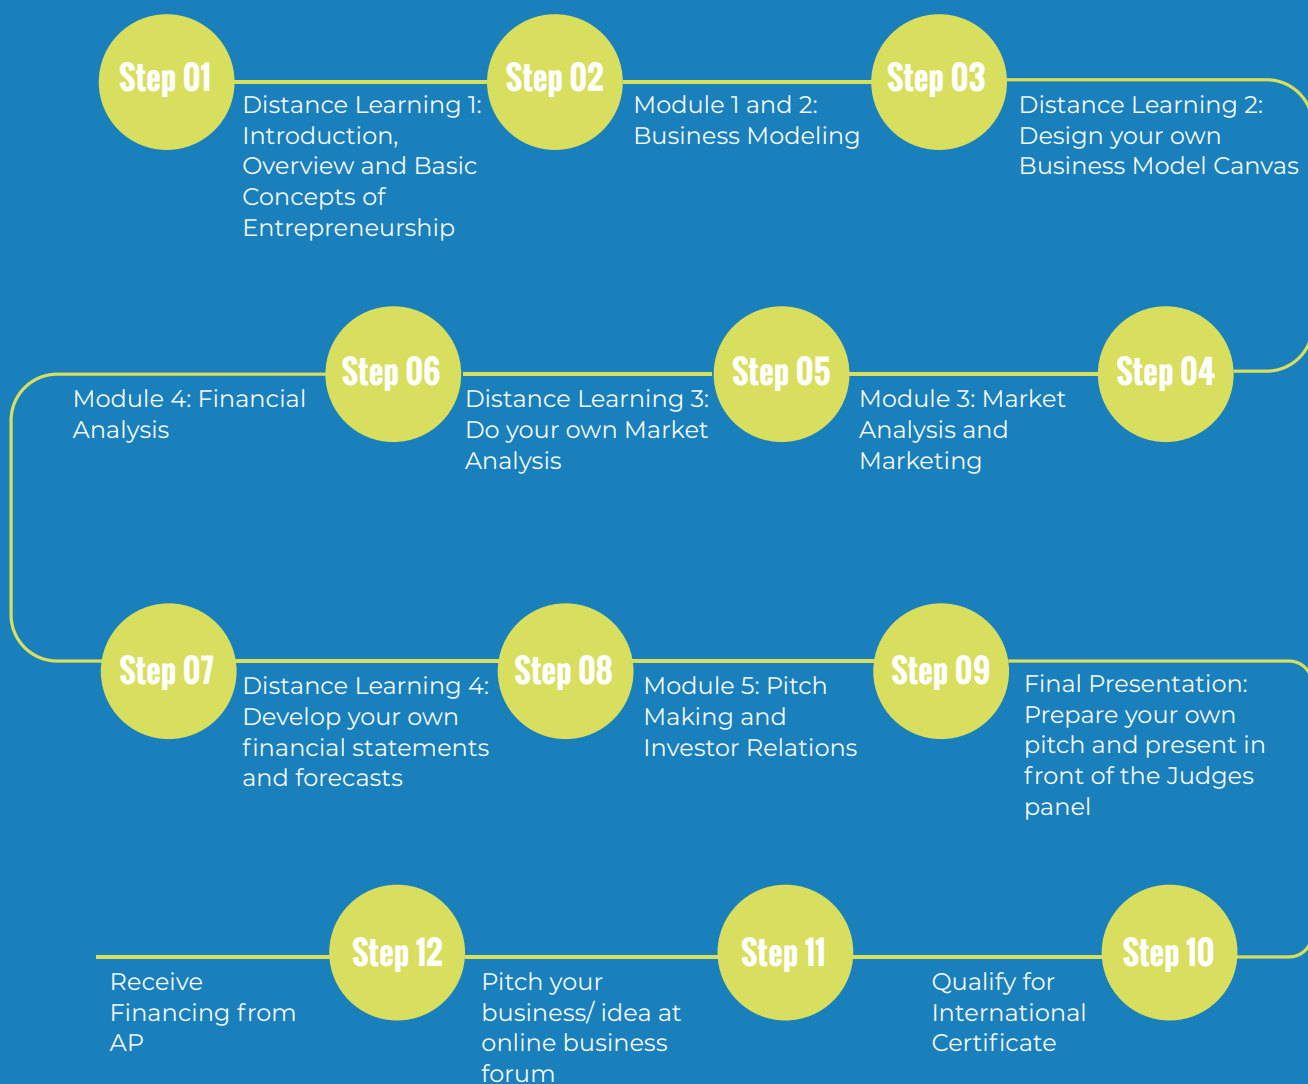 Step 01
Distance Learning 1:
Introduction,
Overview and Basic
Concepts of
Entrepreneurship
Step 02
Module 1 and 2:
Business Modeling
Step 03
Distance Learning 2:
Design your own
Business Model Canvas
Step 04
Module 3: Market
Analysis and
Marketing
Step 05
Distance Learning 3:
Do your own Market
Analysis
Step 06
Module 4: Financial
Analysis
Step 07
Distance Learning 4:
Develop your own
financial statements
and forecasts
Step 08
Module 5: Pitch
Making and
Investor Relations
Step 09
Final Presentation:
Prepare your own
pitch and present in
front of the Judges
panel
Step 10
Qualify for
International
Certificate
Step 11
Pitch your
business/ idea at
online business
forum
Step 12
Receive
Financing from
AP